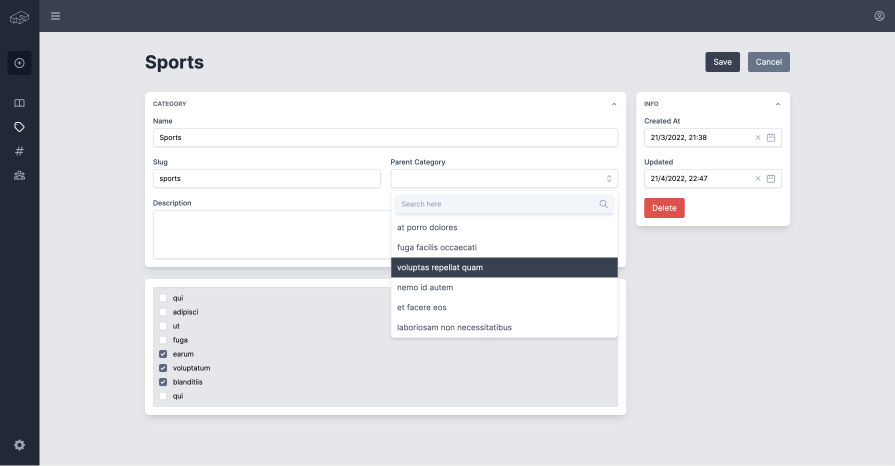 Sports
Save
Cancel
CATEGORY
Name
Sports
Slug
Parent Category
sports
Search here
at porro dolores
fuga facilis occaecati
voluptas repellat quam
nemo id autem
et facere eos
laboriosam non necessitatibus
Description
qui
adipisci
ut
fuga
earum
voluptatum
blanditiis
qui
INFO
Created At
21/3/2022, 21:38
Updated
21/4/2022, 22:47
Delete